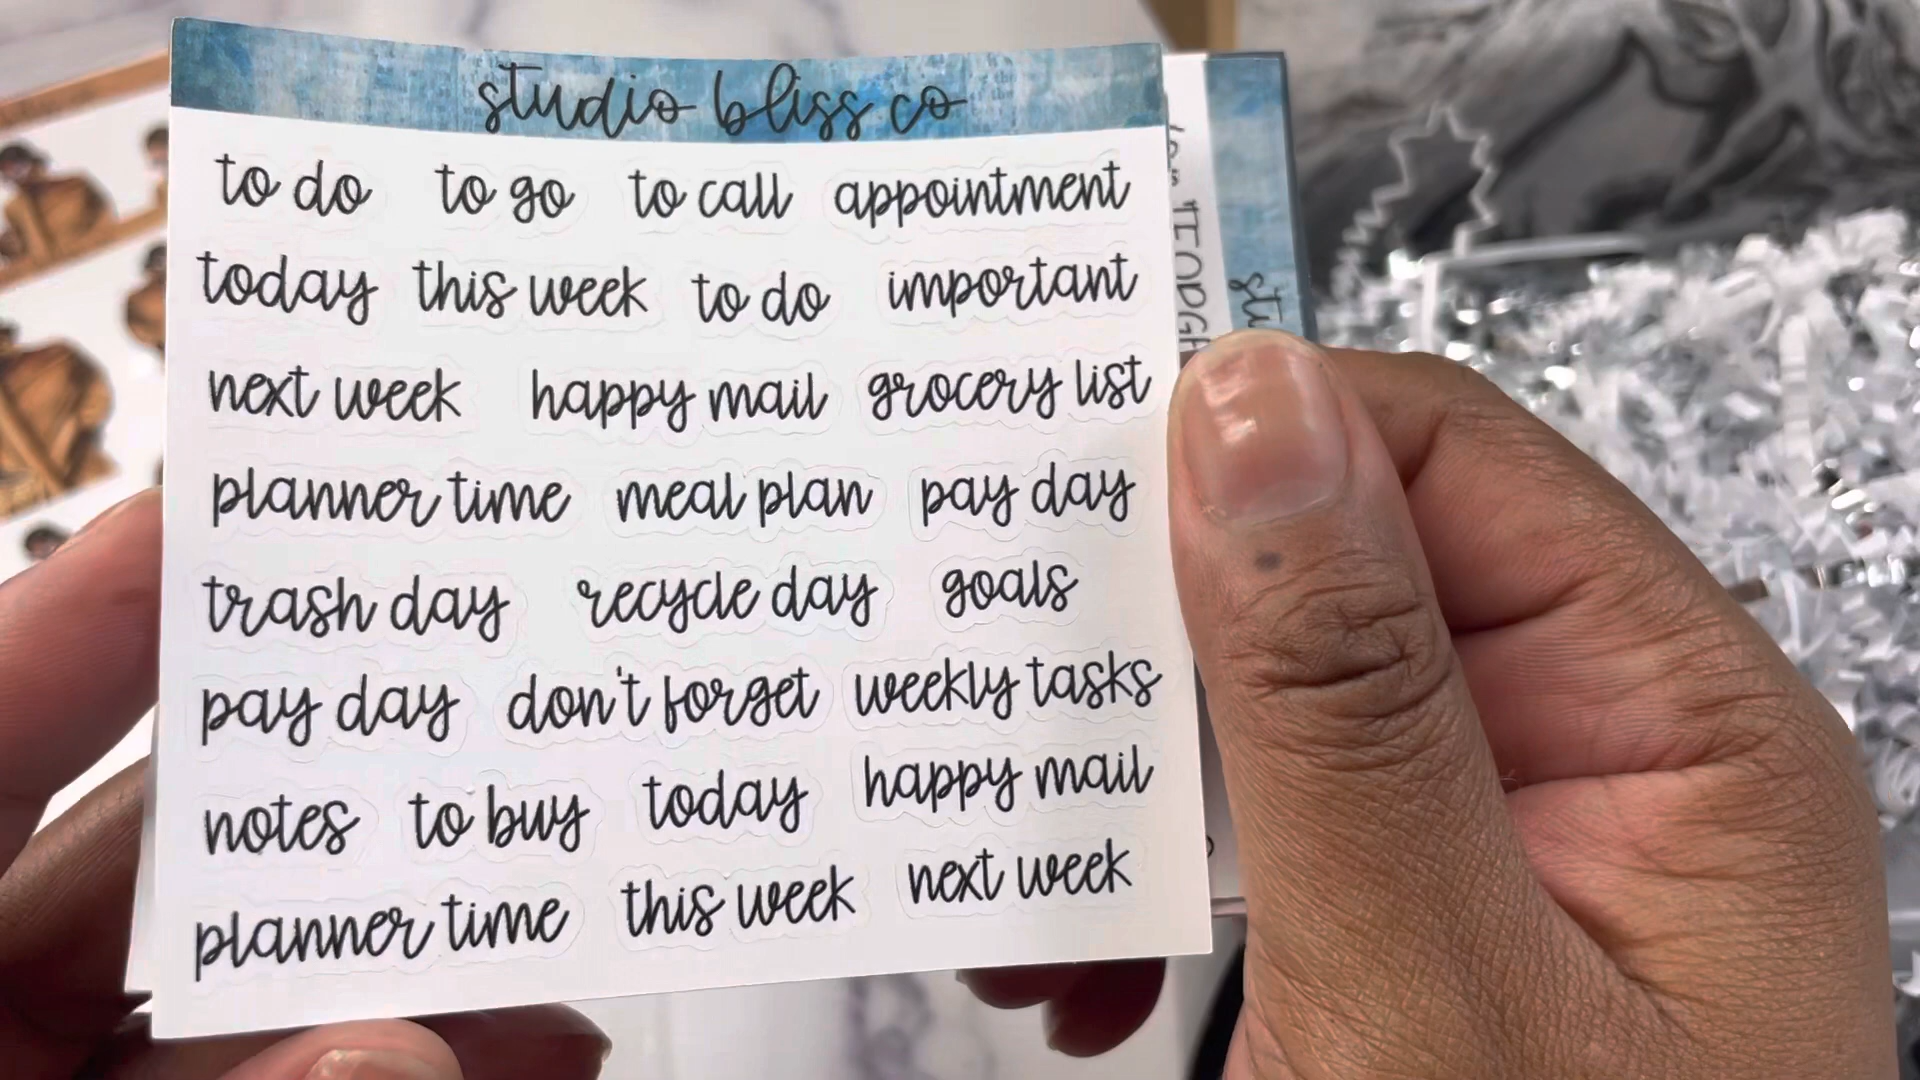 studio bliss co
to do to go to call appointment
today this week to do important
next week happy mail grocery list
planner time meal plan pay day
trash day recycle day goals
pay day don't forget weekly tasks
notes to buy today happy mail
planner time this week next week